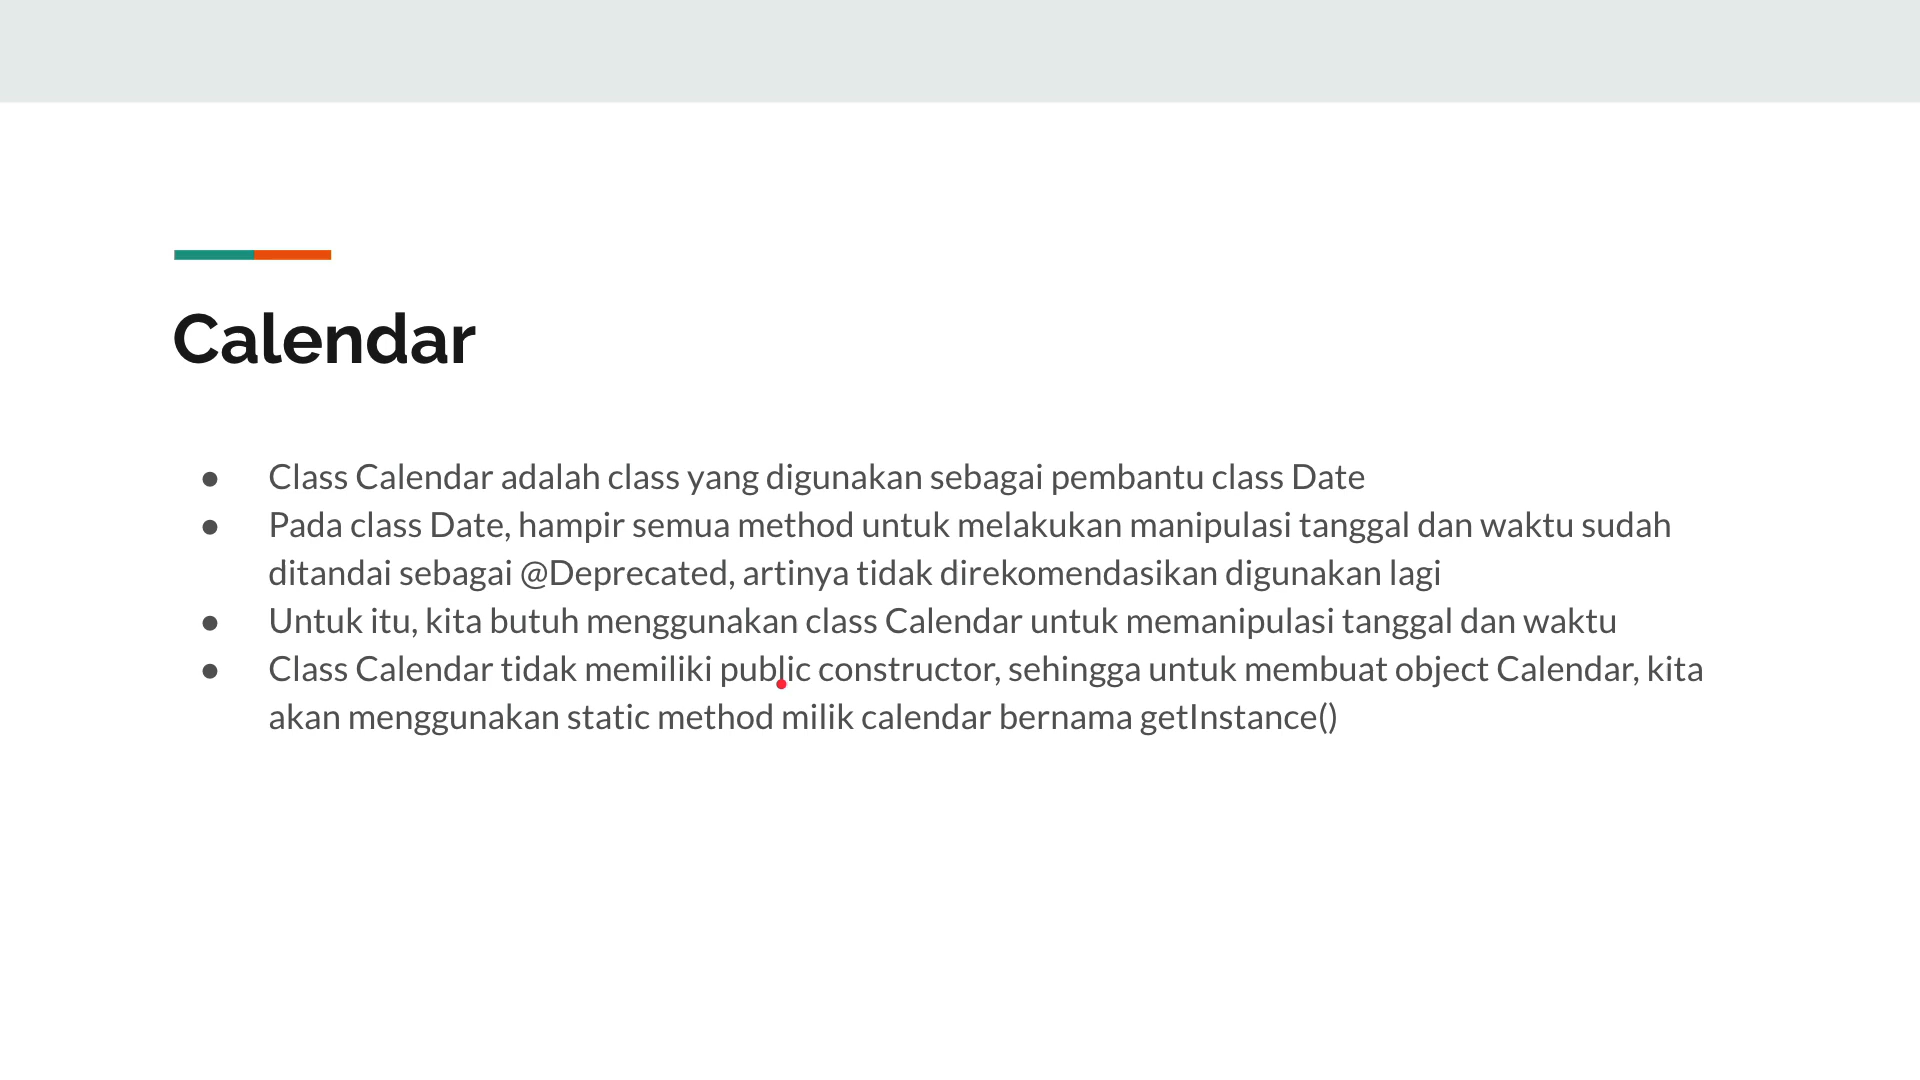 Calendar
● Class Calendar adalah class yang digunakan sebagai pembantu class Date
● Pada class Date, hampir semua method untuk melakukan manipulasi tanggal dan waktu sudah
ditandai sebagai @Deprecated, artinya tidak direkomendasikan digunakan lagi
● Untuk itu, kita butuh menggunakan class Calendar untuk memanipulasi tanggal dan waktu
● Class Calendar tidak memiliki public constructor, sehingga untuk membuat object Calendar, kita
akan menggunakan static method milik calendar bernama getInstance()